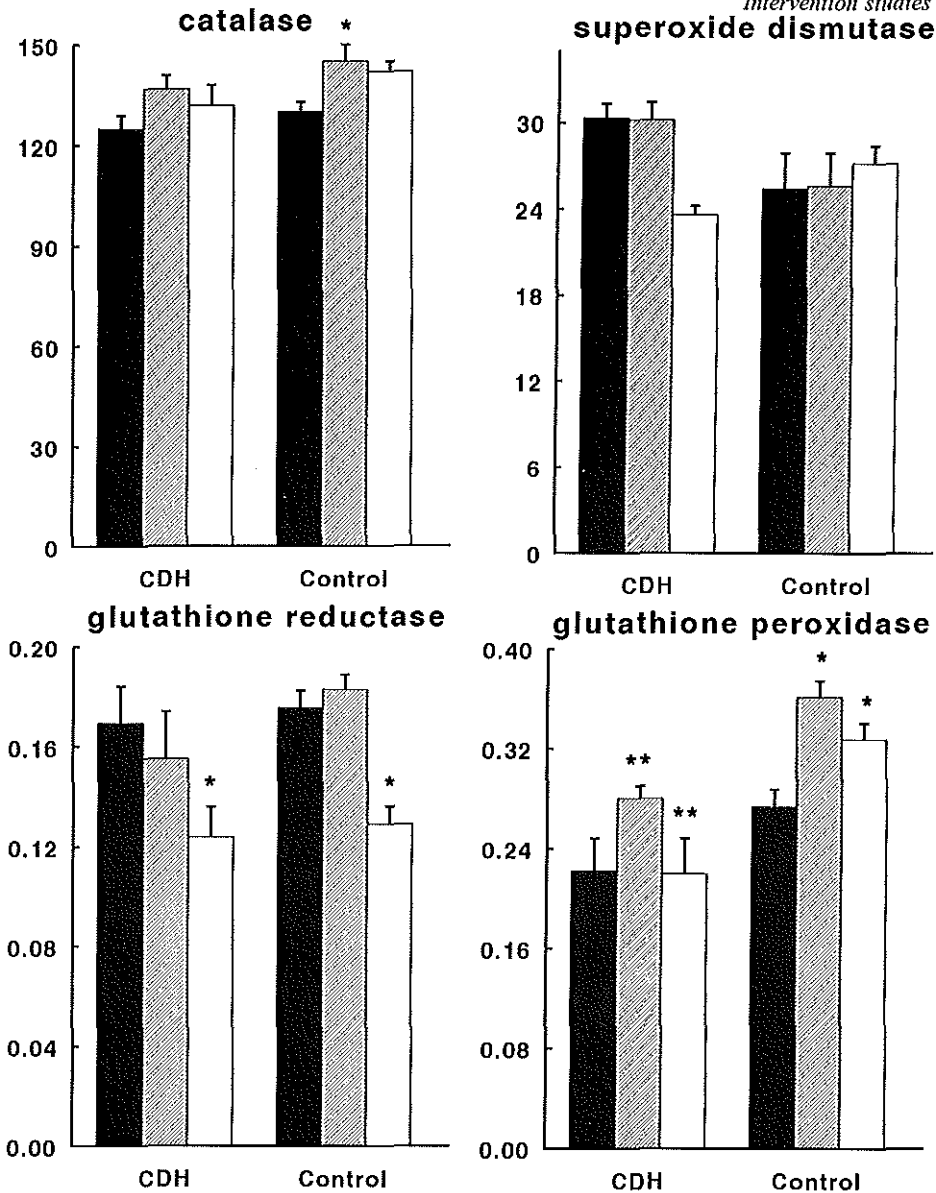 Intervention studies
catalase
superoxide dismutase
*
150
120
90
60
30
0
CDH Control
30
24
18
12
6
0
CDH Control
glutathione reductase
glutathione peroxidase
0.20
0.16
0.12
0.08
0.04
0.00
* *
CDH Control
0.40
0.32
0.24
0.16
0.08
0.00
** ** * *
CDH Control